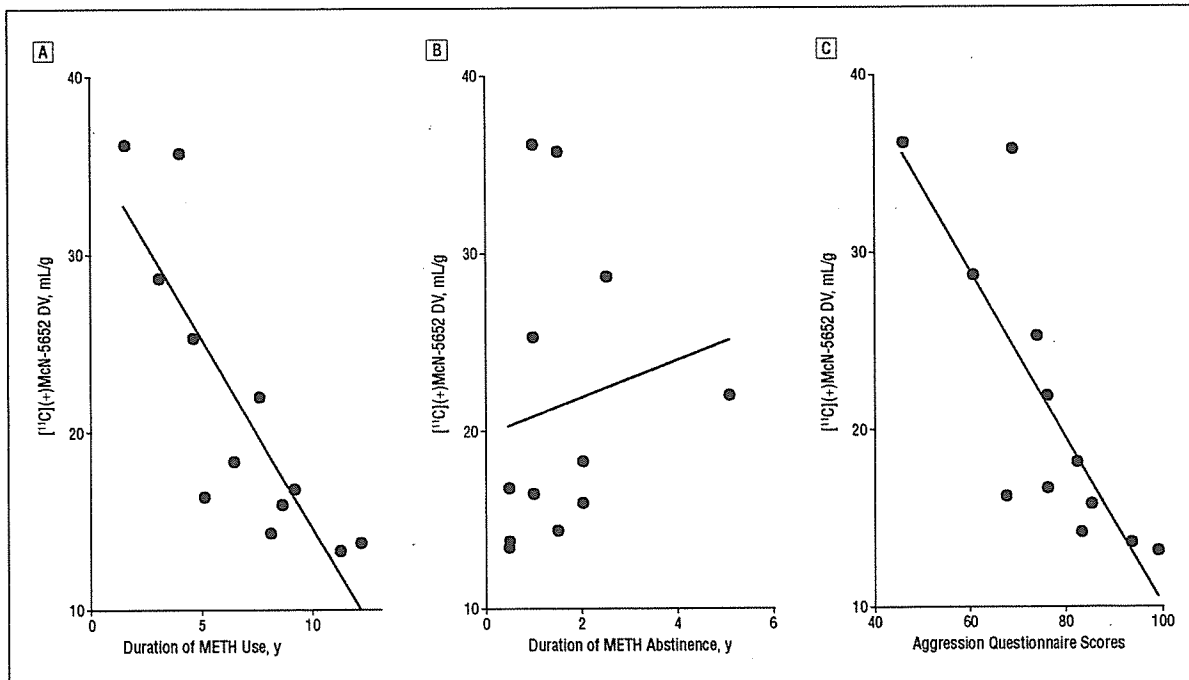 A
40
30
20
10
0
5
10
[¹¹C](+)McN-5652 DV, mL/g
Duration of METH Use, y
B
40
30
20
10
0
2
4
6
[¹¹C](+)McN-5652 DV, mL/g
Duration of METH Abstinence, y
C
40
30
20
10
40
60
80
100
[¹¹C](+)McN-5652 DV, mL/g
Aggression Questionnaire Scores